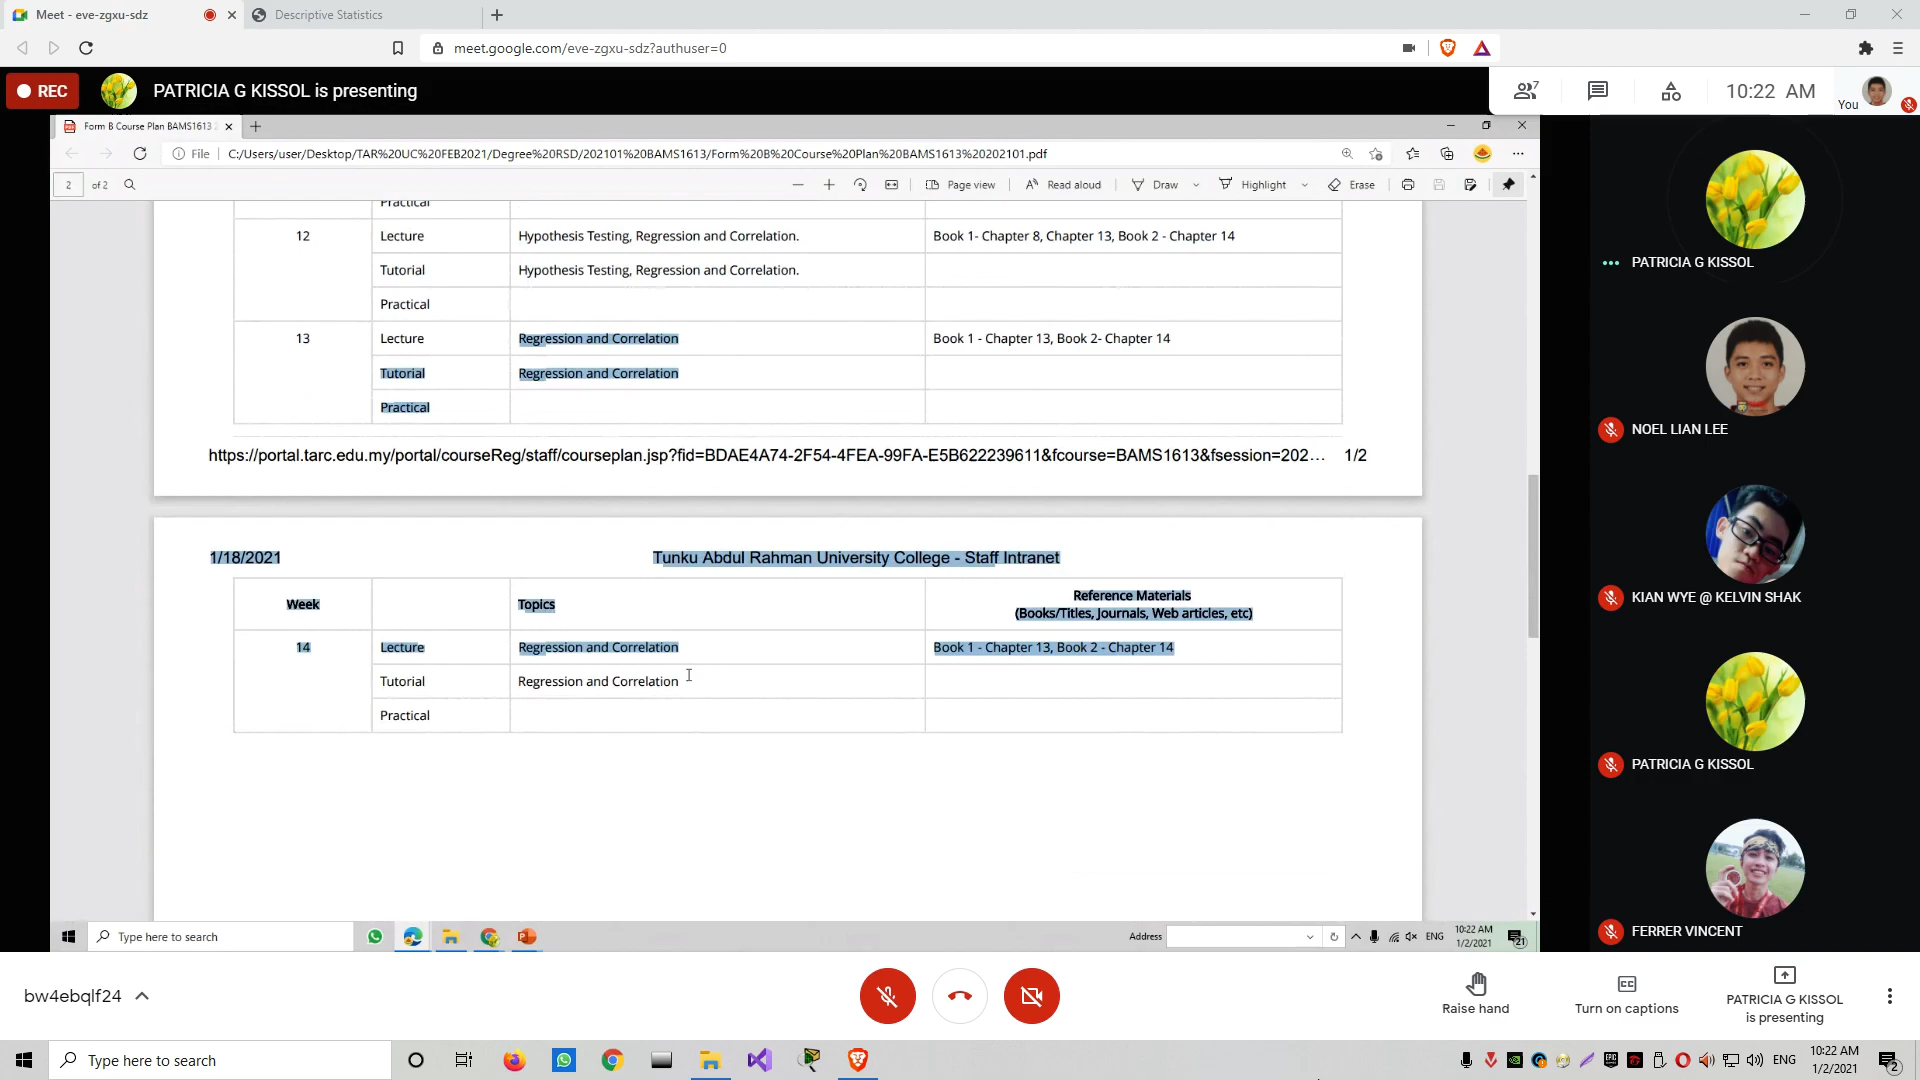 Meet - eve-zgxu-sdz
Descriptive Statistics
meet.google.com/eve-zgxu-sdz?authuser=0
REC
PATRICIA G KISSOL is presenting
7
10:22 AM
You
Form B Course Plan BAMS1613 2
File
C:/Users/user/Desktop/TAR%20UC%20FEB2021/Degree%20RSD/202101%20BAMS1613/Form%20B%20Course%20Plan%20BAMS1613%20202101.pdf
2 of 2
Page view
Read aloud
Draw
Highlight
Erase
Practical
12 Lecture Hypothesis Testing, Regression and Correlation. Book 1- Chapter 8, Chapter 13, Book 2 - Chapter 14
Tutorial Hypothesis Testing, Regression and Correlation.
Practical
13 Lecture Regression and Correlation Book 1 - Chapter 13, Book 2- Chapter 14
Tutorial Regression and Correlation
Practical
https://portal.tarc.edu.my/portal/courseReg/staff/courseplan.jsp?fid=BDAE4A74-2F54-4FEA-99FA-E5B622239611&fcourse=BAMS1613&fsession=202… 1/2
1/18/2021 Tunku Abdul Rahman University College - Staff Intranet
Week Topics Reference Materials
(Books/Titles, Journals, Web articles, etc)
14 Lecture Regression and Correlation Book 1 - Chapter 13, Book 2 - Chapter 14
Tutorial Regression and Correlation
Practical
PATRICIA G KISSOL
NOEL LIAN LEE
KIAN WYE @ KELVIN SHAK
PATRICIA G KISSOL
FERRER VINCENT
Type here to search
Address
ENG
10:22 AM
1/2/2021
21
bw4ebqlf24
Raise hand
Turn on captions
PATRICIA G KISSOL
is presenting
Type here to search
ENG
10:22 AM
1/2/2021
2